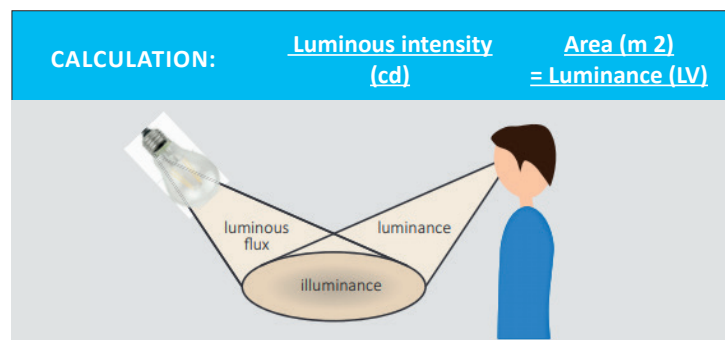 CALCULATION:
Luminous intensity
(cd)
Area (m 2)
= Luminance (LV)
luminous
flux
luminance
illuminance